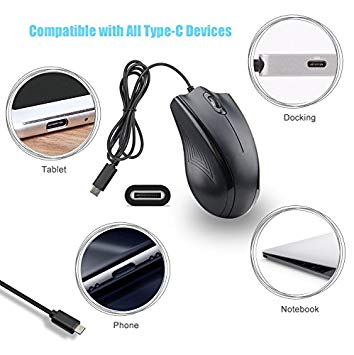 Compatible with All Type-C Devices
Docking
Tablet
Phone
Notebook